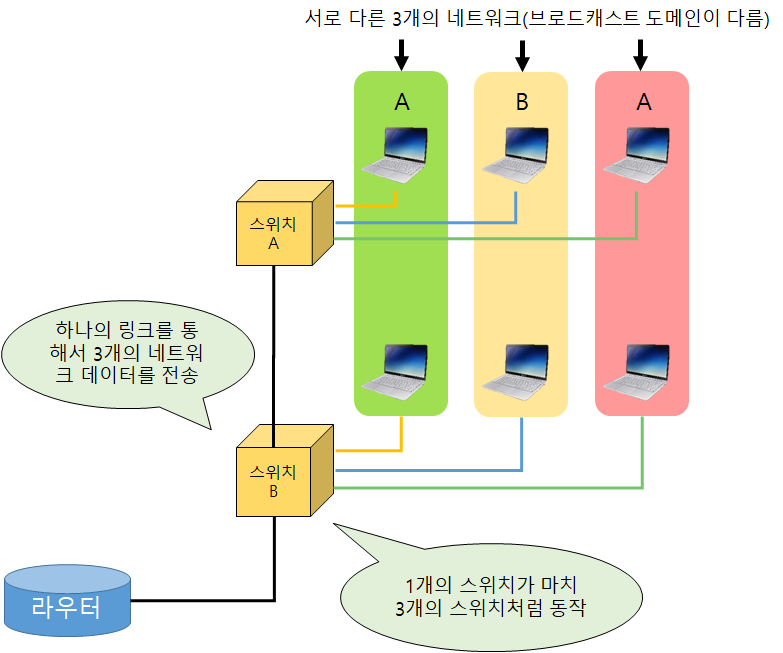 서로 다른 3개의 네트워크(브로드캐스트 도메인이 다름)
A
B
A
스위치
A
하나의 링크를 통
해서 3개의 네트워
크 데이터를 전송
스위치
B
1개의 스위치가 마치
3개의 스위치처럼 동작
라우터